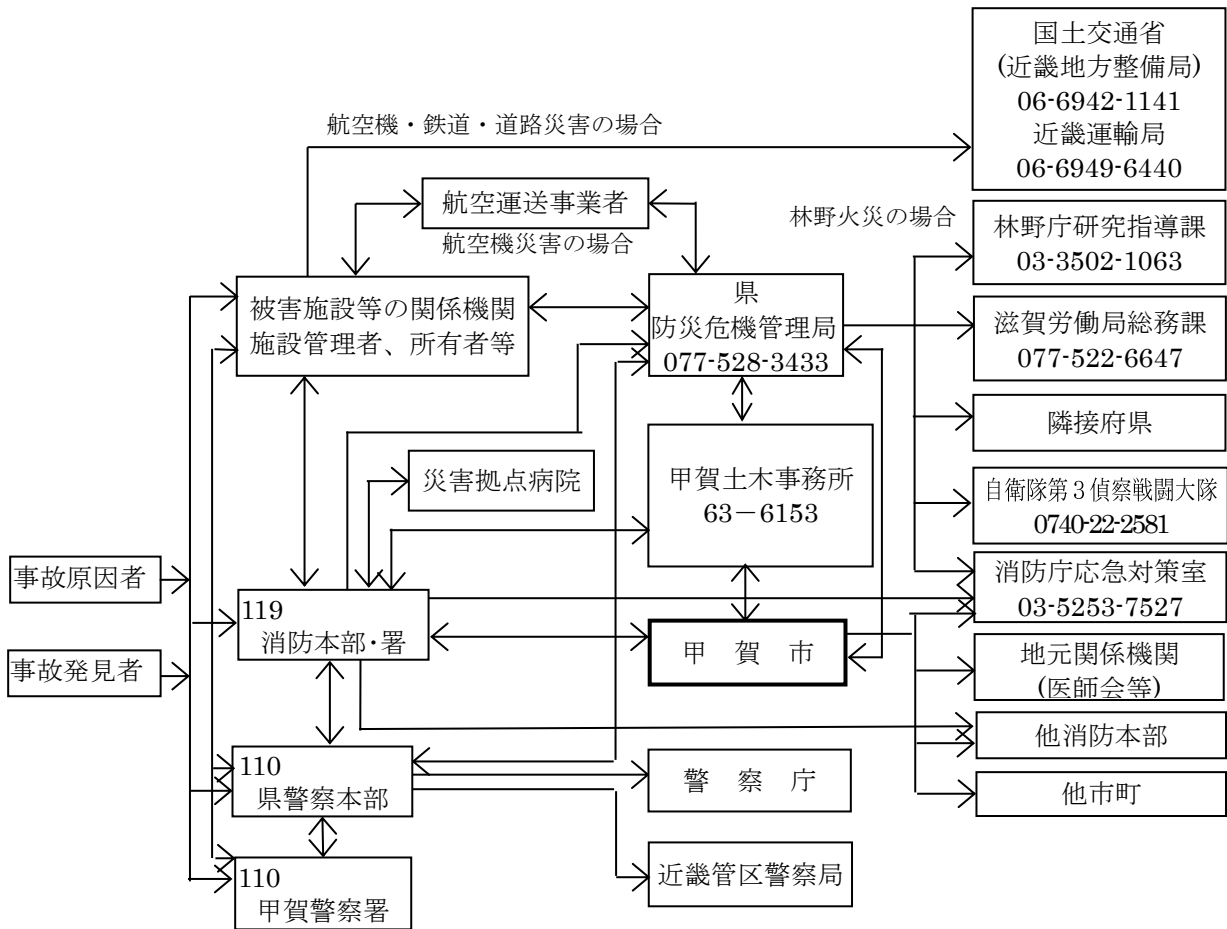 国土交通省
(近畿地方整備局)
06-6942-1141
近畿運輸局
06-6949-6440
航空機・鉄道・道路災害の場合
航空運送事業者
航空機災害の場合
林野火災の場合
林野庁研究指導課
03-3502-1063
被害施設等の関係機関
施設管理者、所有者等
県
防災危機管理局
077-528-3433
滋賀労働局総務課
077-522-6647
隣接府県
災害拠点病院
甲賀土木事務所
63－6153
自衛隊第３偵察戦闘大隊
0740-22-2581
事故原因者
消防庁応急対策室
03-5253-7527
119
消防本部・署
甲　賀　市
事故発見者
地元関係機関
(医師会等)
他消防本部
110
県警察本部
警　察　庁
他市町
110
甲賀警察署
近畿管区警察局